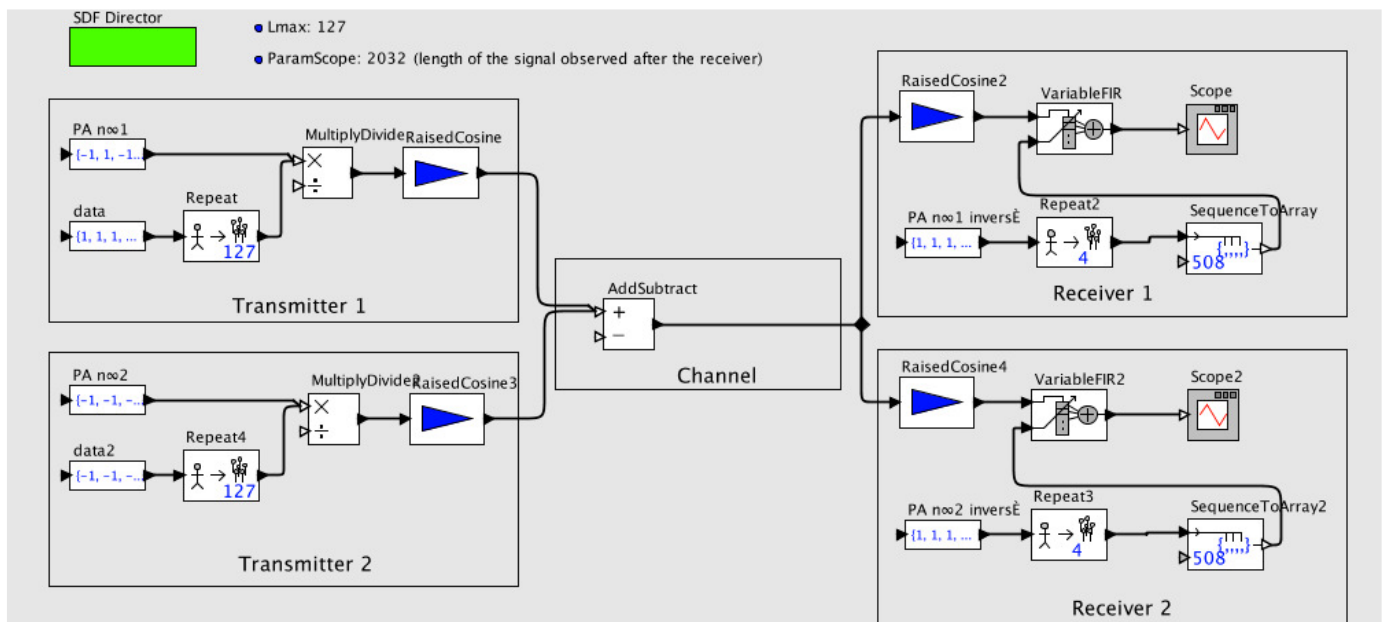 SDF Director
Lmax: 127
ParamScope: 2032 (length of the signal observed after the receiver)
PA n∞1
{-1, 1, -1...
MultiplyDivide
RaisedCosine
data
{1, 1, 1, ...
Repeat
127
Transmitter 1
PA n∞2
{-1, -1, -...
MultiplyDivide2
RaisedCosine3
data2
{-1, -1, -...
Repeat4
127
Transmitter 2
AddSubtract
Channel
RaisedCosine2
VariableFIR
Scope
PA n∞1 inversÈ
{1, 1, 1, ...
Repeat2
4
SequenceToArray
{,,,,}
508
Receiver 1
RaisedCosine4
VariableFIR2
Scope2
PA n∞2 inversÈ
{1, 1, 1, ...
Repeat3
4
SequenceToArray2
{,,,,}
508
Receiver 2